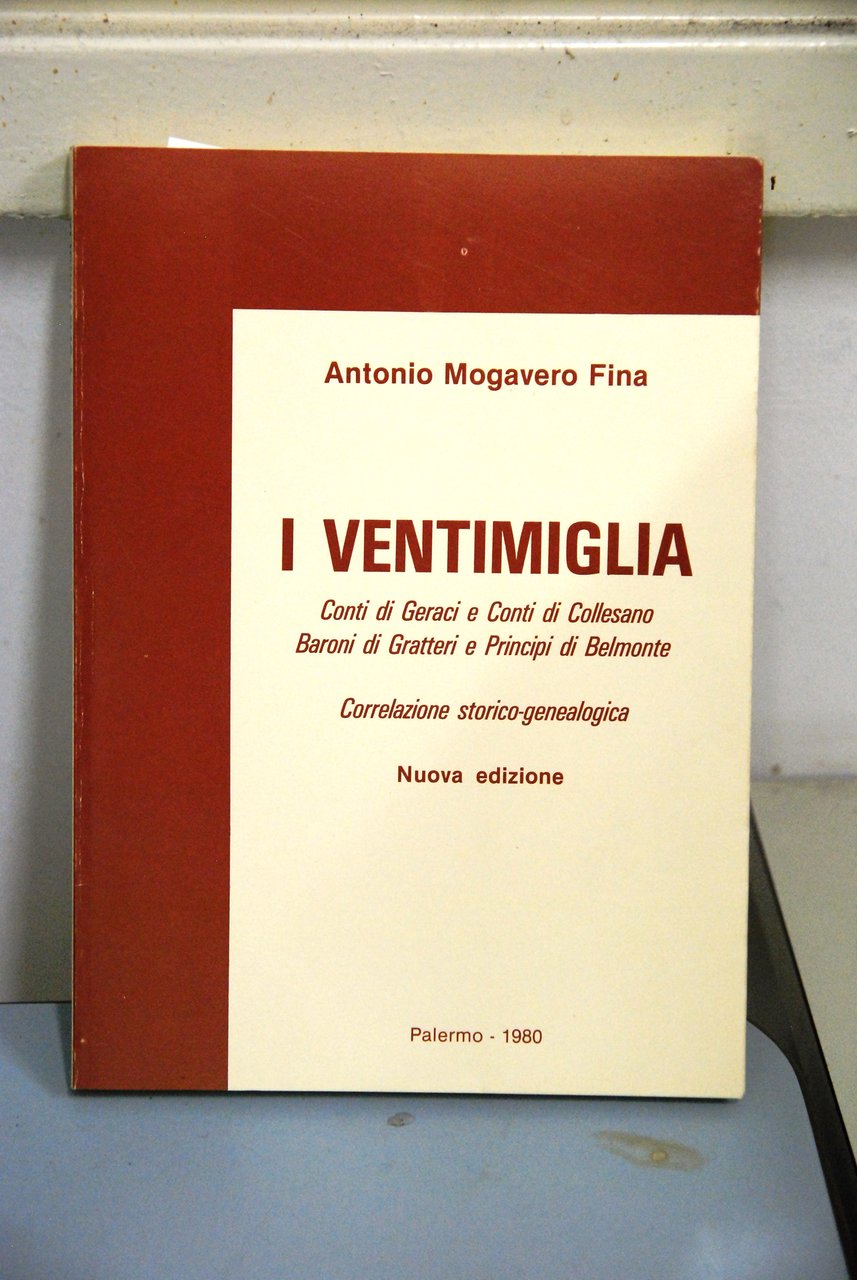 Antonio Mogavero Fina
I VENTIMIGLIA
Conti di Geraci e Conti di Collesano
Baroni di Gratteri e Principi di Belmonte
Correlazione storico-genealogica
Nuova edizione
Palermo - 1980